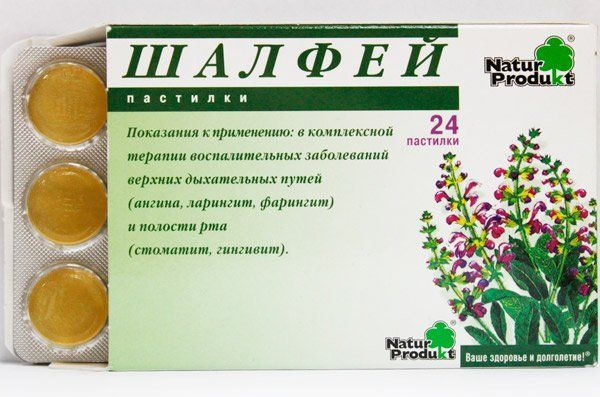 ШАЛФЕЙ
пастилки
Natur
Produkt ®
24
пастилки
Показания к применению: в комплексной
терапии воспалительных заболеваний
верхних дыхательных путей
(ангина, ларингит, фарингит)
и полости рта
(стоматит, гингивит).
Natur ®
Produkt
Ваше здоровье и долголетие!®